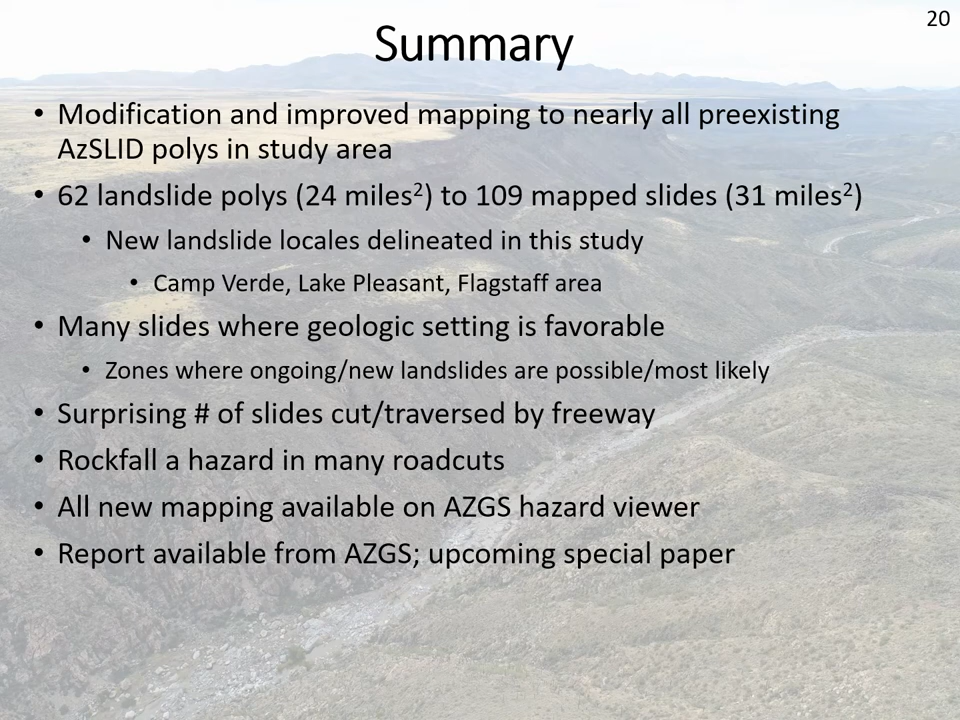 20
Summary
• Modification and improved mapping to nearly all preexisting
AzSLID polys in study area
• 62 landslide polys (24 miles²) to 109 mapped slides (31 miles²)
• New landslide locales delineated in this study
• Camp Verde, Lake Pleasant, Flagstaff area
• Many slides where geologic setting is favorable
• Zones where ongoing/new landslides are possible/most likely
• Surprising # of slides cut/traversed by freeway
• Rockfall a hazard in many roadcuts
• All new mapping available on AZGS hazard viewer
• Report available from AZGS; upcoming special paper